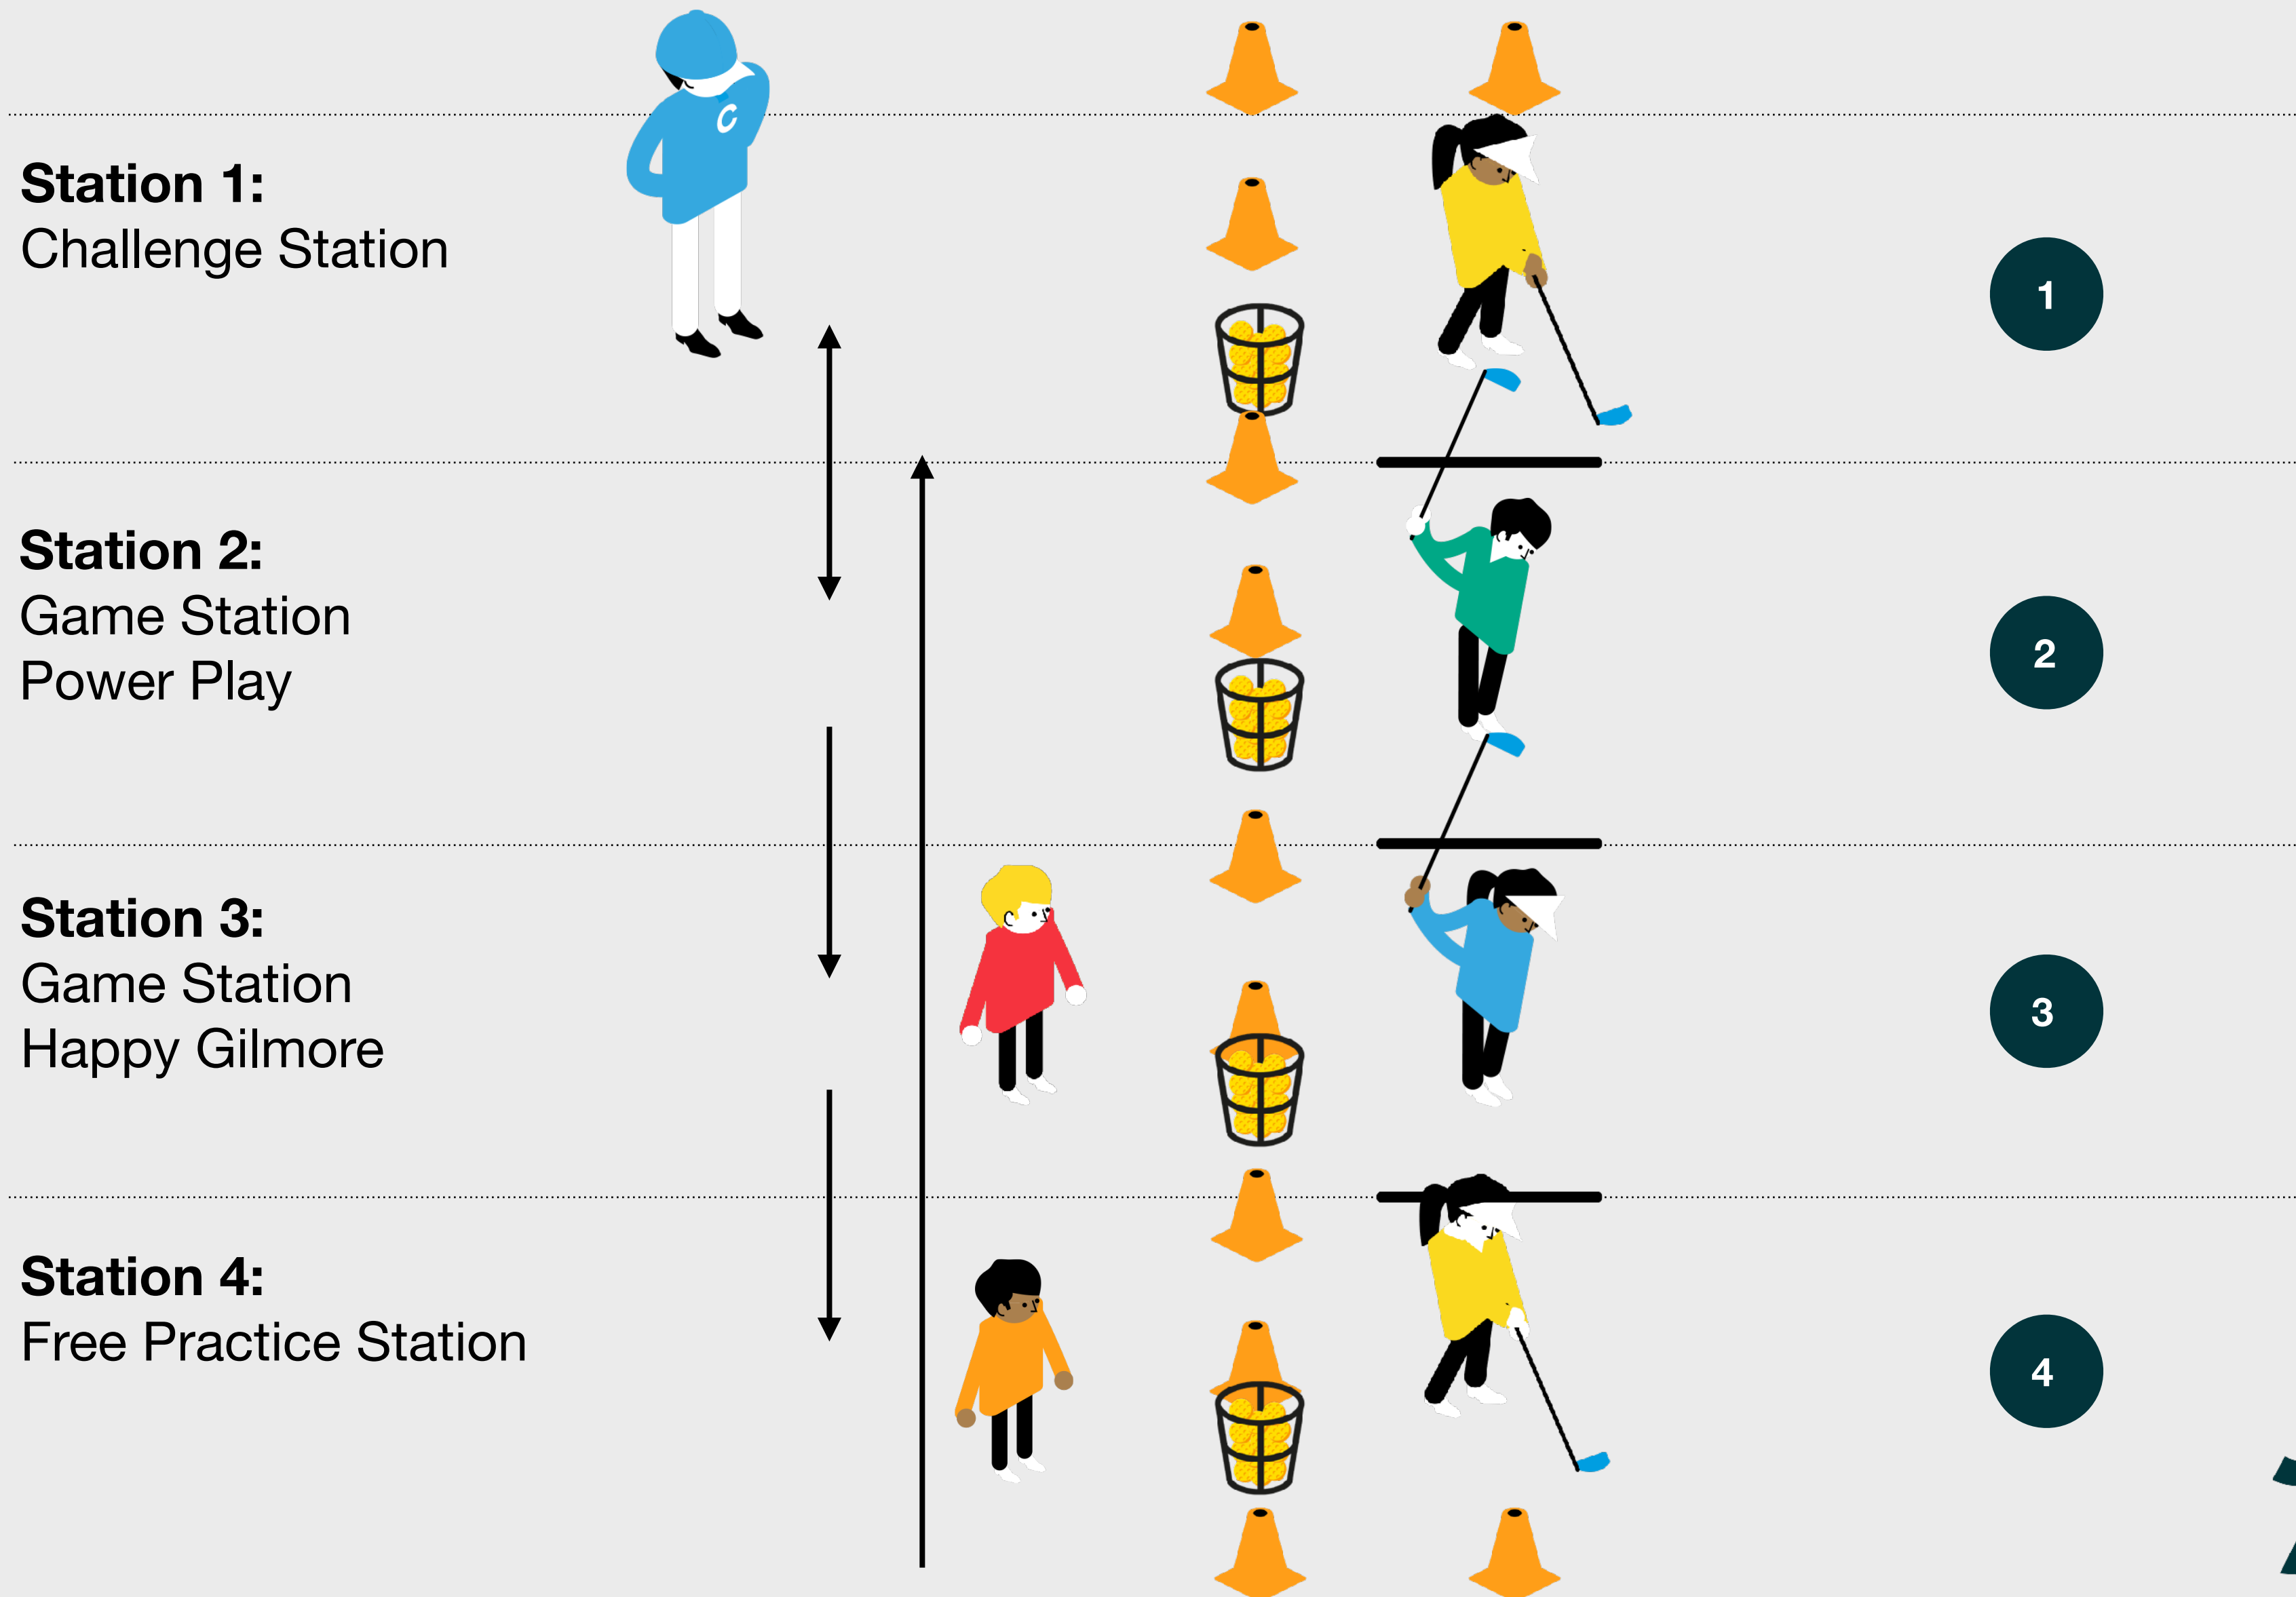 C
Station 1:
Challenge Station
1
Station 2:
Game Station
Power Play
2
Station 3:
Game Station
Happy Gilmore
3
Station 4:
Free Practice Station
4